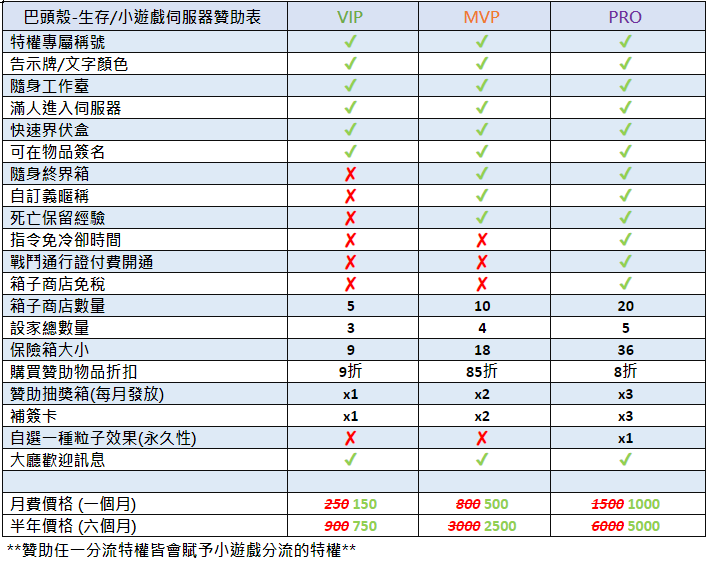 巴頭殼-生存/小遊戲伺服器贊助表 VIP MVP PRO
特權專屬稱號 ✓ ✓ ✓
告示牌/文字顏色 ✓ ✓ ✓
隨身工作臺 ✓ ✓ ✓
滿人進入伺服器 ✓ ✓ ✓
快速界伏盒 ✓ ✓ ✓
可在物品簽名 ✓ ✓ ✓
隨身終界箱 ✗ ✓ ✓
自訂義暱稱 ✗ ✓ ✓
死亡保留經驗 ✗ ✓ ✓
指令免冷卻時間 ✗ ✗ ✓
戰鬥通行證付費開通 ✗ ✗ ✓
箱子商店免稅 ✗ ✗ ✓
箱子商店數量 5 10 20
設家總數量 3 4 5
保險箱大小 9 18 36
購買贊助物品折扣 9折 85折 8折
贊助抽獎箱(每月發放) x1 x2 x3
補簽卡 x1 x2 x3
自選一種粒子效果(永久性) ✗ ✗ x1
大廳歡迎訊息 ✓ ✓ ✓
月費價格 (一個月) 250 150 800 500 1500 1000
半年價格 (六個月) 900 750 3000 2500 6000 5000
**贊助任一分流特權皆會賦予小遊戲分流的特權**